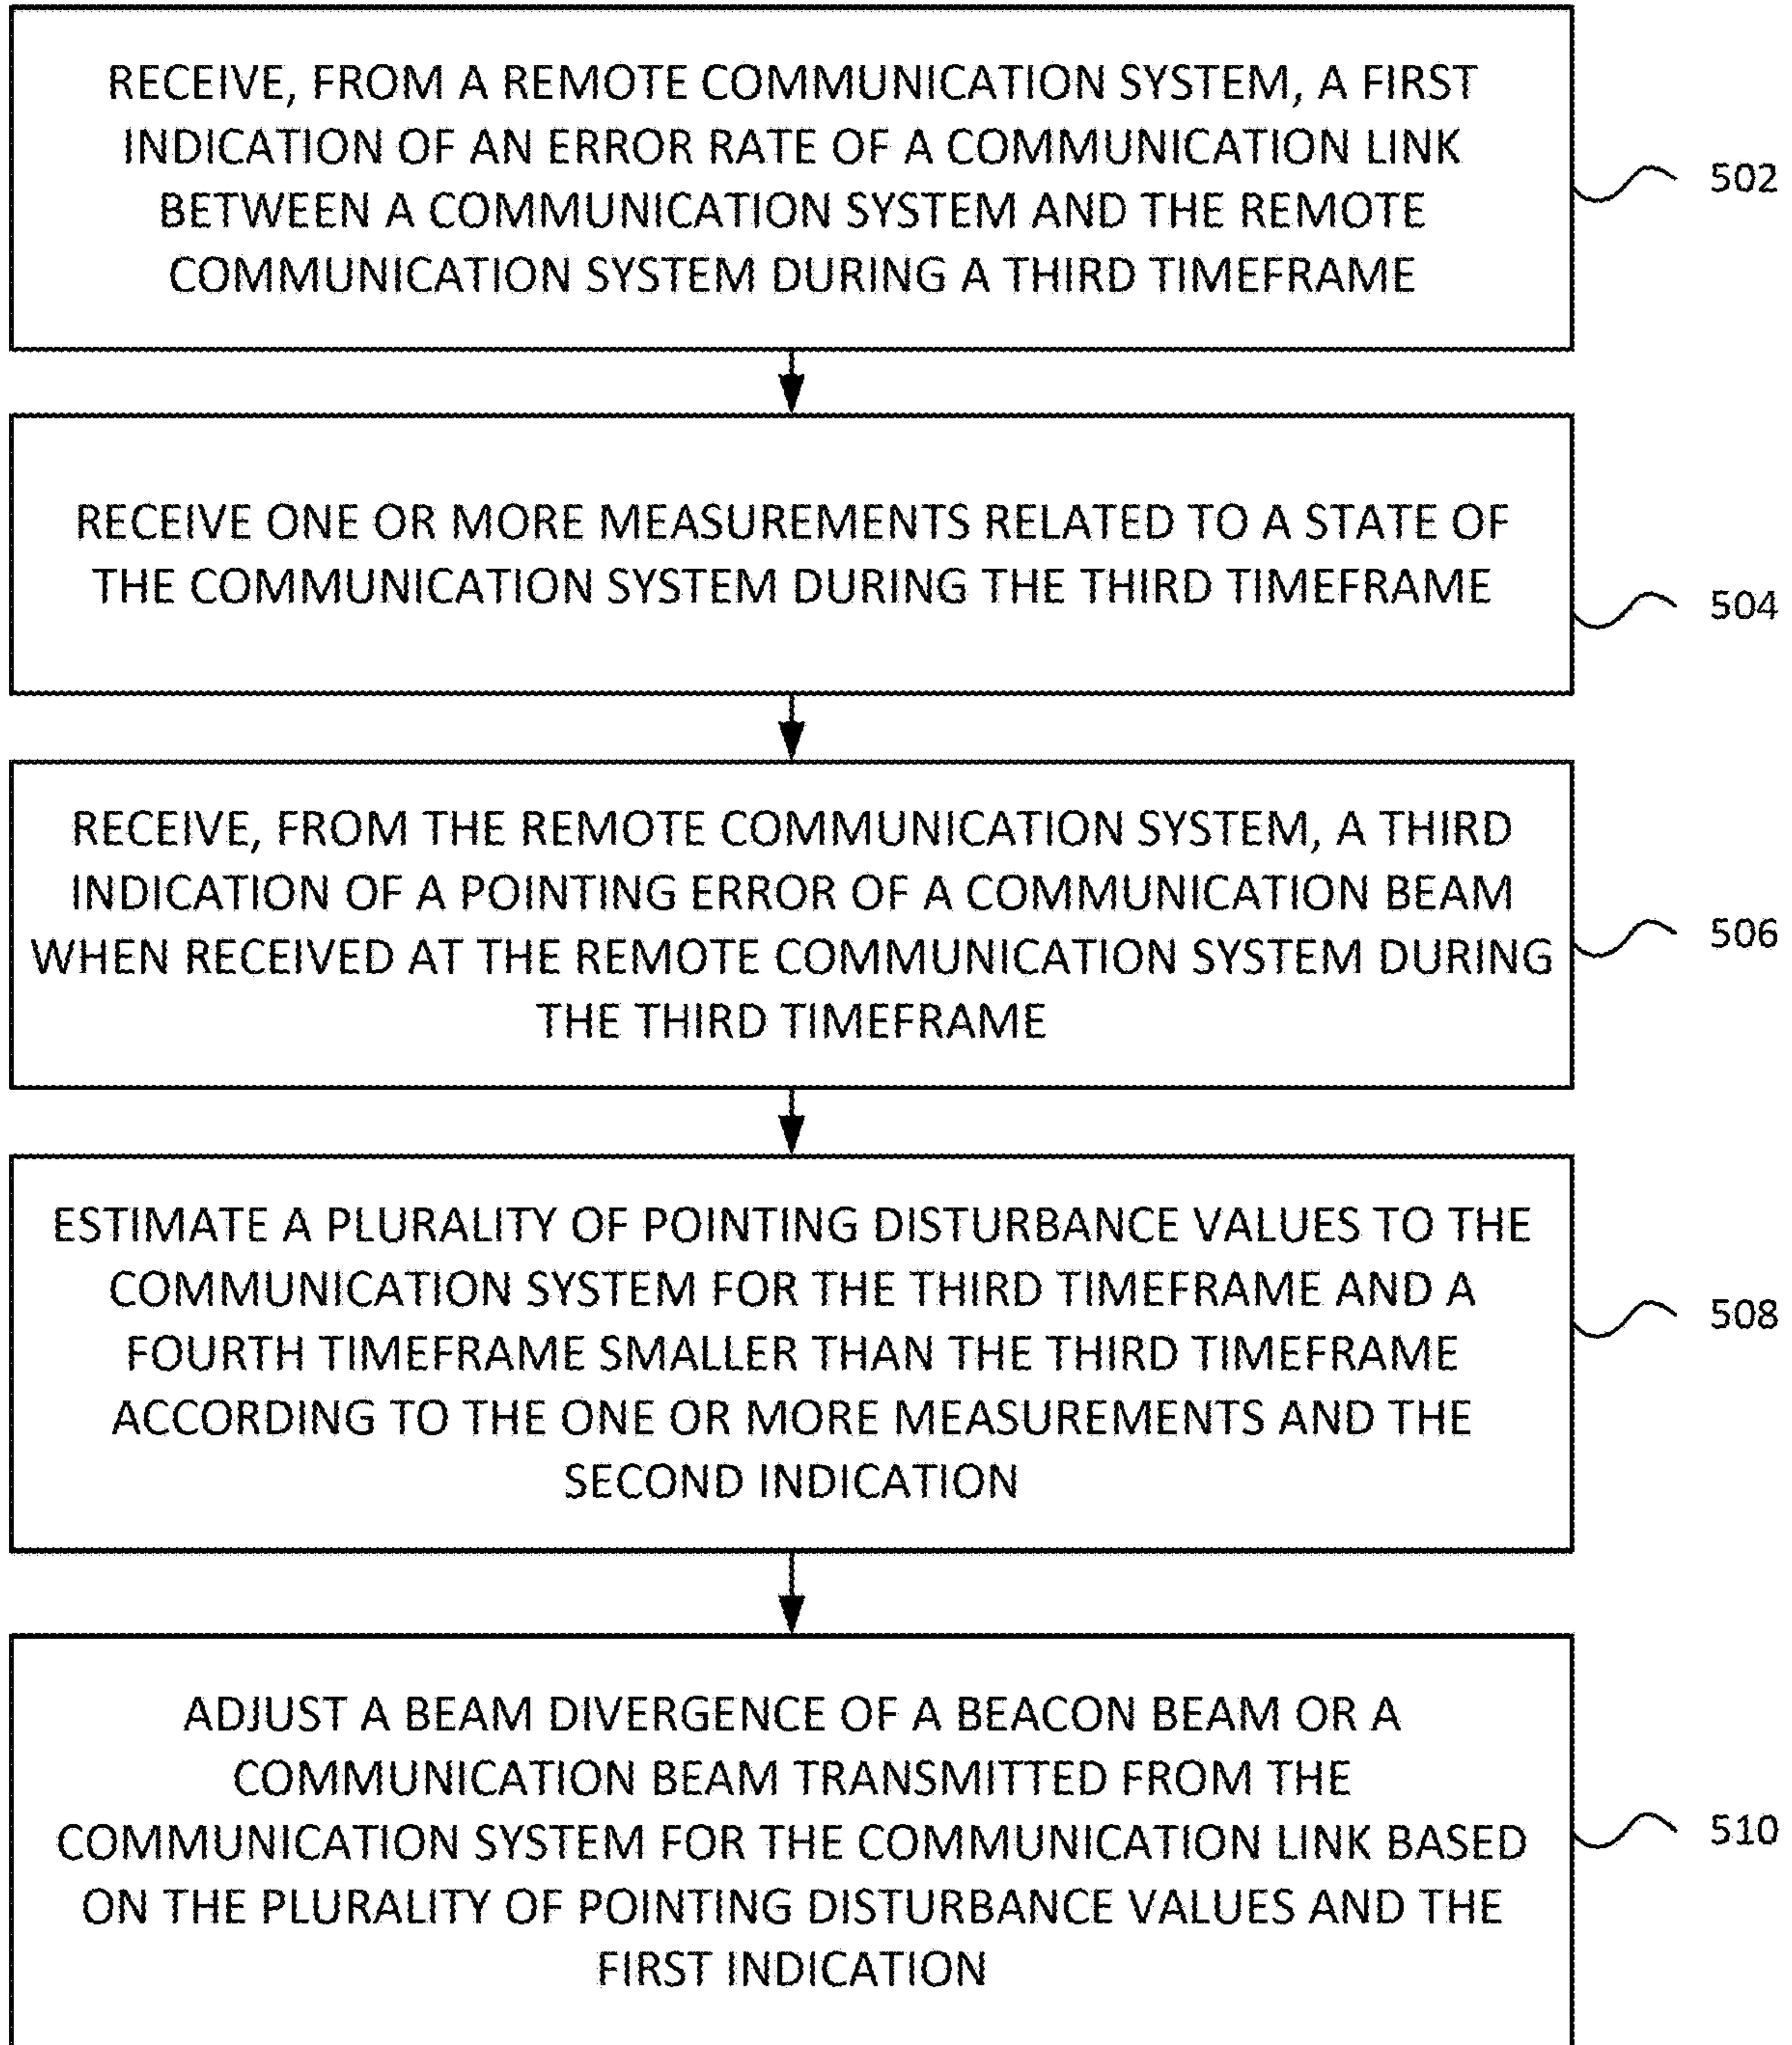 RECEIVE, FROM A REMOTE COMMUNICATION SYSTEM, A FIRST
INDICATION OF AN ERROR RATE OF A COMMUNICATION LINK
BETWEEN A COMMUNICATION SYSTEM AND THE REMOTE
COMMUNICATION SYSTEM DURING A THIRD TIMEFRAME
502
RECEIVE ONE OR MORE MEASUREMENTS RELATED TO A STATE OF
THE COMMUNICATION SYSTEM DURING THE THIRD TIMEFRAME
504
RECEIVE, FROM THE REMOTE COMMUNICATION SYSTEM, A THIRD
INDICATION OF A POINTING ERROR OF A COMMUNICATION BEAM
WHEN RECEIVED AT THE REMOTE COMMUNICATION SYSTEM DURING
THE THIRD TIMEFRAME
506
ESTIMATE A PLURALITY OF POINTING DISTURBANCE VALUES TO THE
COMMUNICATION SYSTEM FOR THE THIRD TIMEFRAME AND A
FOURTH TIMEFRAME SMALLER THAN THE THIRD TIMEFRAME
ACCORDING TO THE ONE OR MORE MEASUREMENTS AND THE
SECOND INDICATION
508
ADJUST A BEAM DIVERGENCE OF A BEACON BEAM OR A
COMMUNICATION BEAM TRANSMITTED FROM THE
COMMUNICATION SYSTEM FOR THE COMMUNICATION LINK BASED
ON THE PLURALITY OF POINTING DISTURBANCE VALUES AND THE
FIRST INDICATION
510